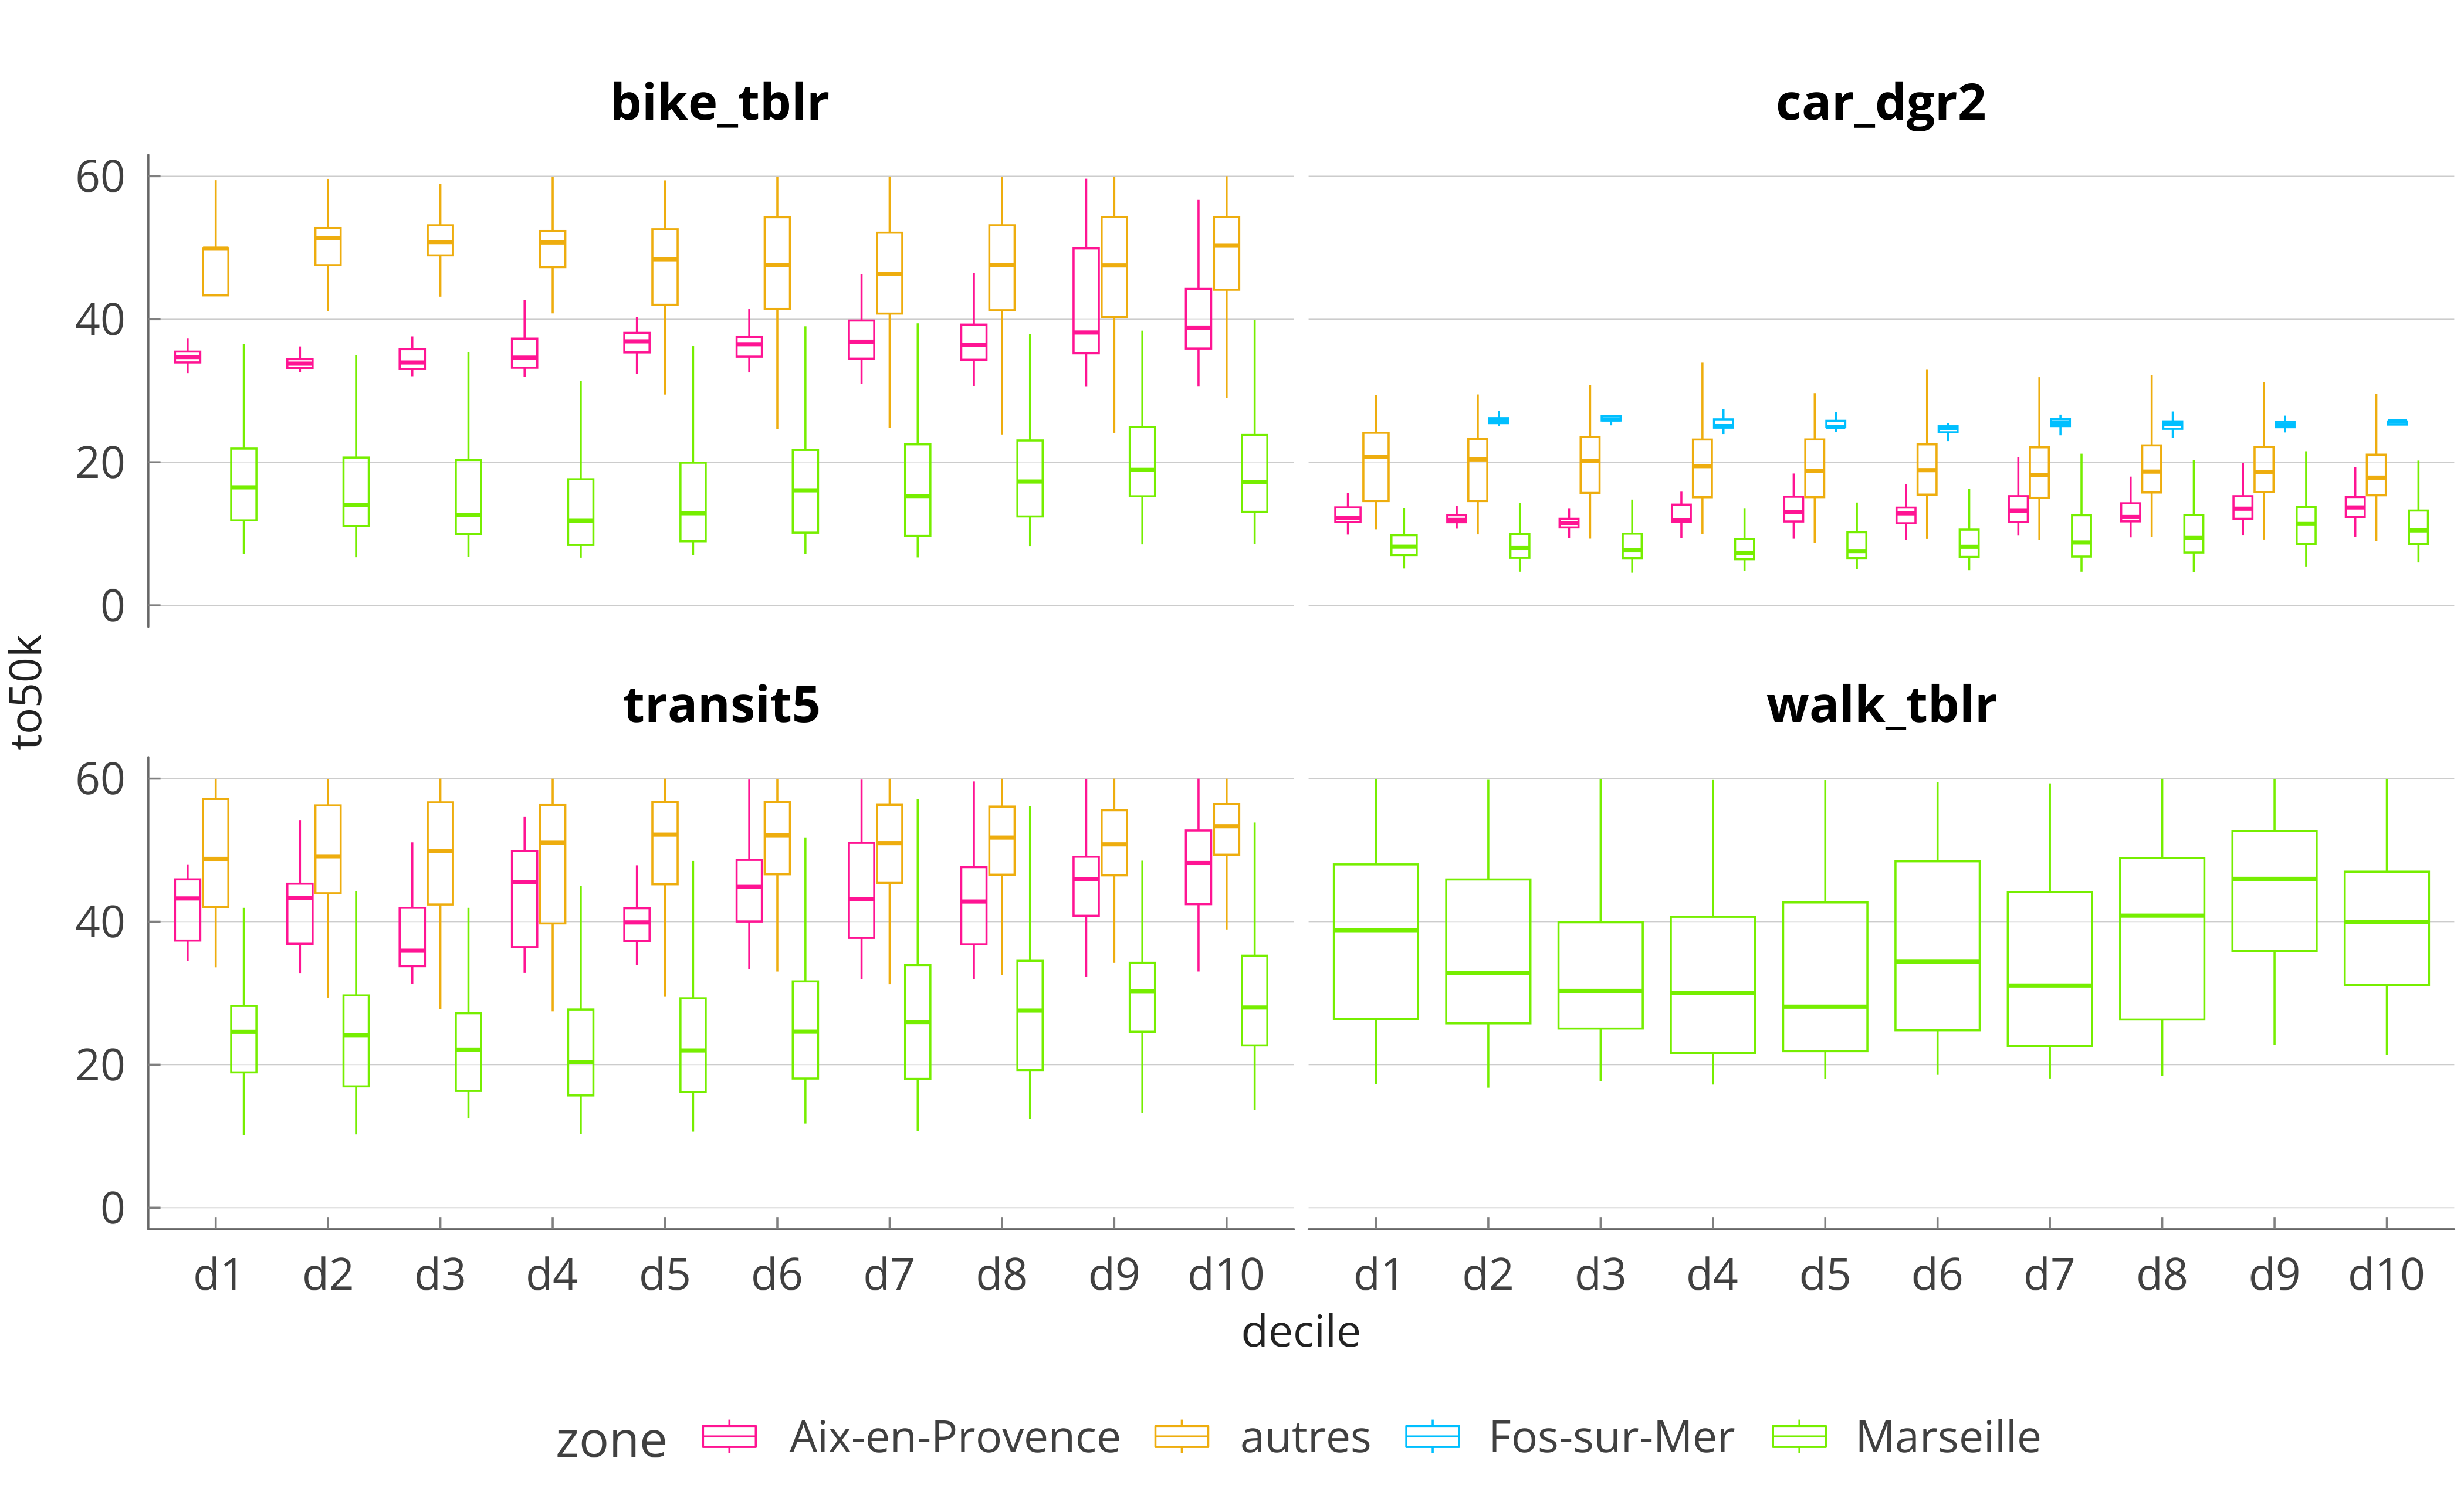 bike_tblr
car_dgr2
60
40
20
0
to50k
transit5
walk_tblr
60
40
20
0
d1 d2 d3 d4 d5 d6 d7 d8 d9 d10
d1 d2 d3 d4 d5 d6 d7 d8 d9 d10
decile
zone Aix-en-Provence autres Fos-sur-Mer Marseille